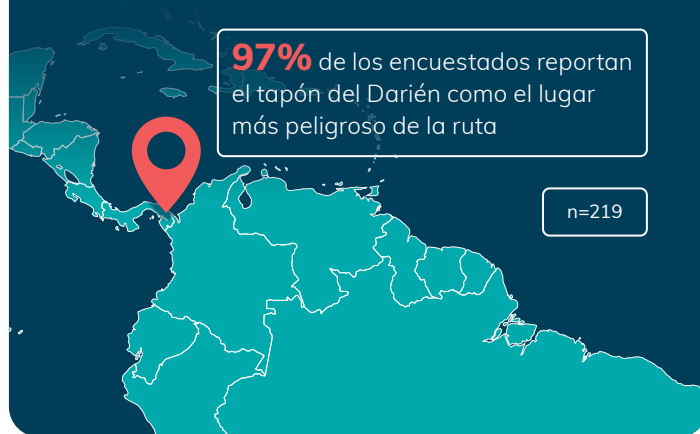 97% de los encuestados reportan
el tapón del Darién como el lugar
más peligroso de la ruta
n=219